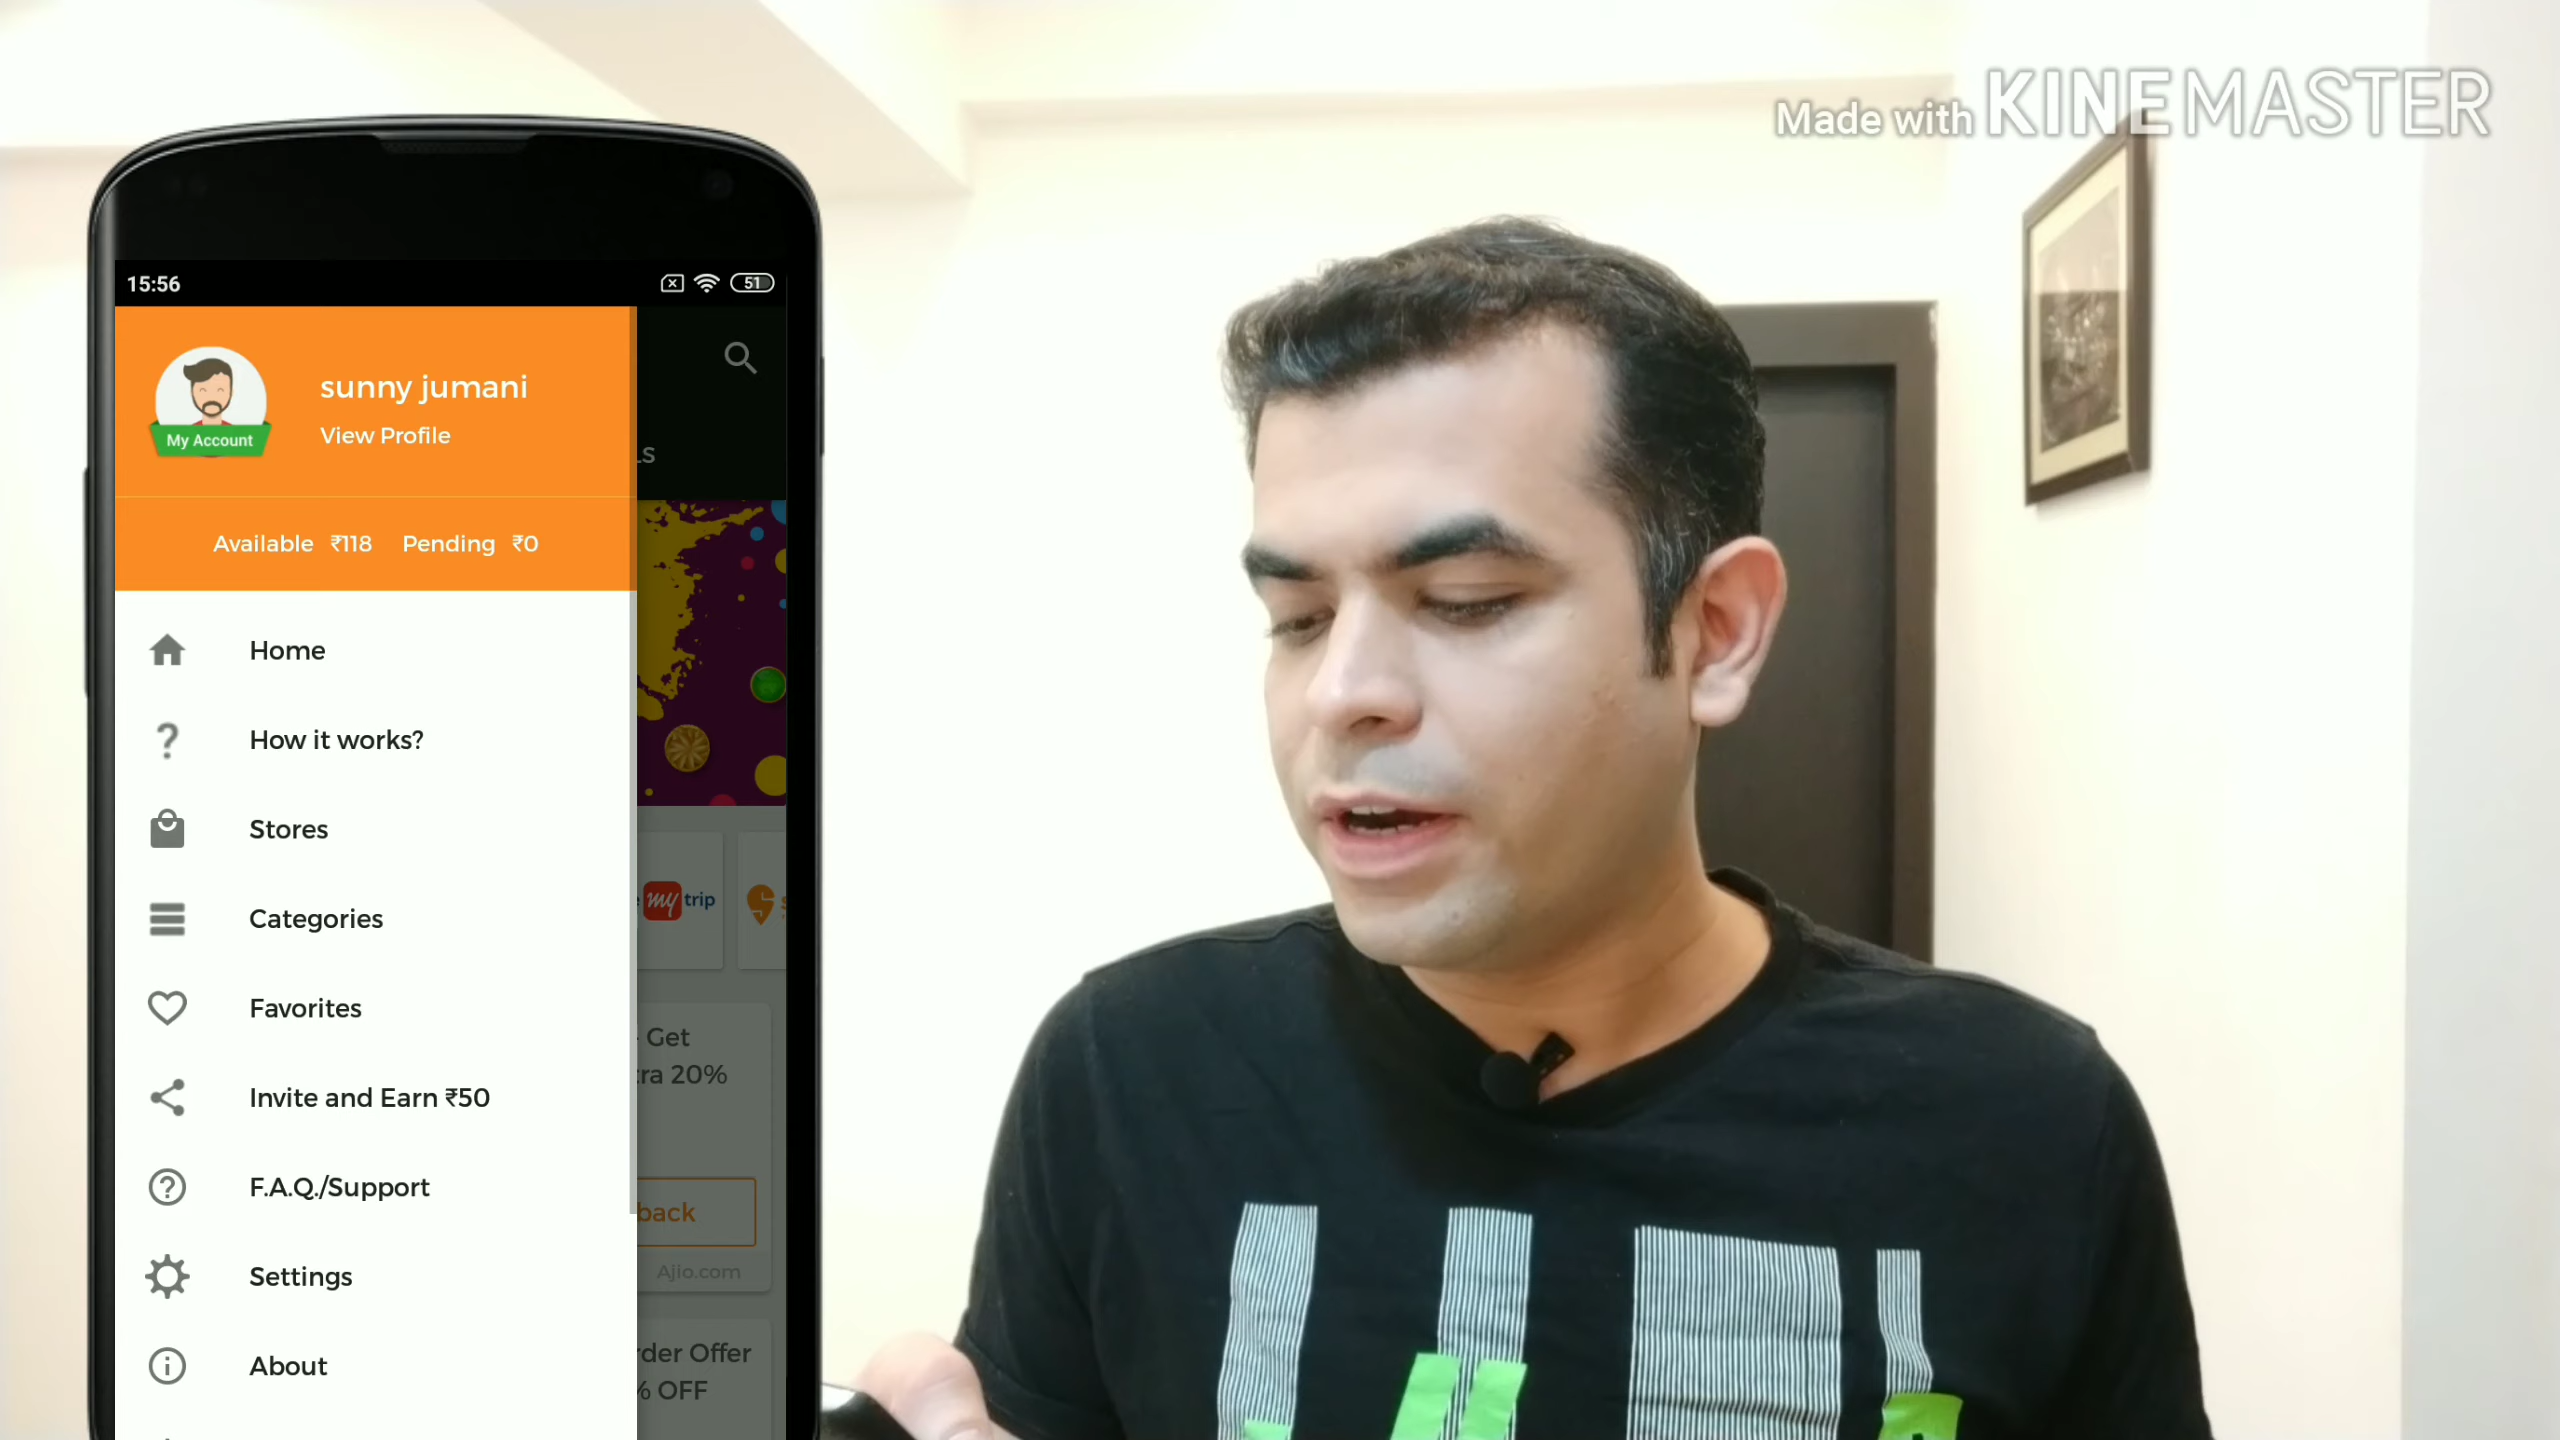 Made with KINEMASTER
15:56
51
sunny jumani
View Profile
My Account
Available ₹118 Pending ₹0
Home
How it works?
Stores
my trip
Categories
Favorites
Get
20%
Invite and Earn ₹50
F.A.Q./Support
back
Ajio.com
Settings
Offer
About
% OFF